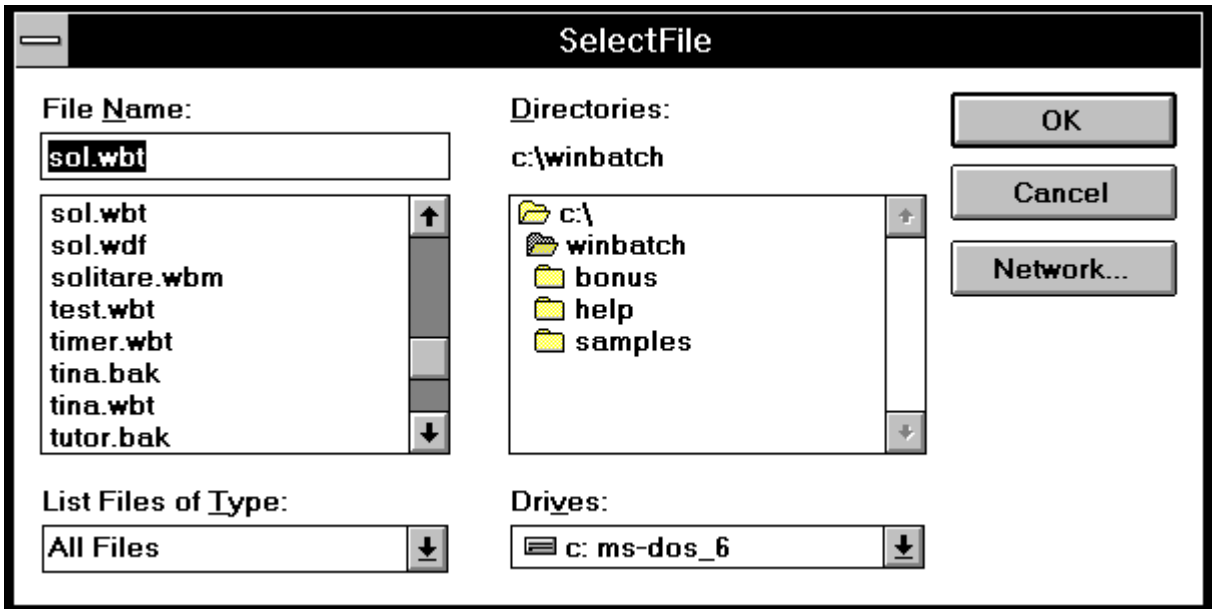 SelectFile
File Name:
sol.wbt
sol.wbt
sol.wdf
solitare.wbm
test.wbt
timer.wbt
tina.bak
tina.wbt
tutor.bak
List Files of Type:
All Files
Directories:
c:\winbatch
c:\
winbatch
bonus
help
samples
Drives:
c: ms-dos_6
OK
Cancel
Network...